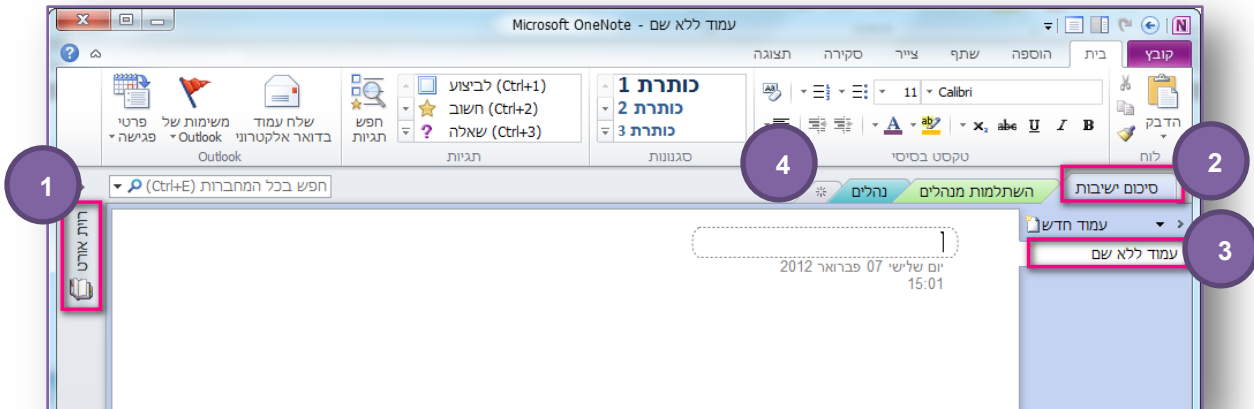 עמוד ללא שם - Microsoft OneNote
קובץ בית הוספה שתף צייר סקירה תצוגה
הדבק
לוח
Calibri 11
B I U abc x₂ A
טקסט בסיסי
כותרת 1
כותרת 2
כותרת 3
סגנונות
לביצוע (Ctrl+1)
חשוב (Ctrl+2)
שאלה (Ctrl+3)
חפש תגיות
תגיות
שלח עמוד בדואר אלקטרוני
משימות של Outlook
פרטי פגישה
Outlook
1
2
3
4
סיכום ישיבות השתלמות מנהלים נהלים
חפש בכל המחברות (Ctrl+E)
עמוד חדש
עמוד ללא שם
יום שלישי 07 פברואר 2012
15:01